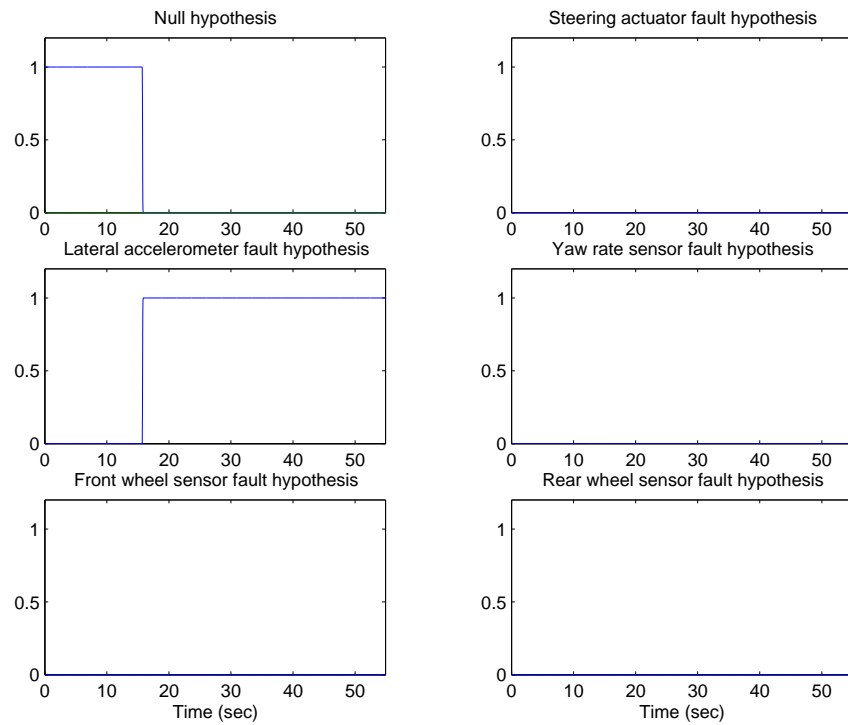 Null hypothesis
1
0.5
0
0 10 20 30 40 50
Steering actuator fault hypothesis
1
0.5
0
0 10 20 30 40 50
Lateral accelerometer fault hypothesis
1
0.5
0
0 10 20 30 40 50
Yaw rate sensor fault hypothesis
1
0.5
0
0 10 20 30 40 50
Front wheel sensor fault hypothesis
1
0.5
0
0 10 20 30 40 50
Time (sec)
Rear wheel sensor fault hypothesis
1
0.5
0
0 10 20 30 40 50
Time (sec)